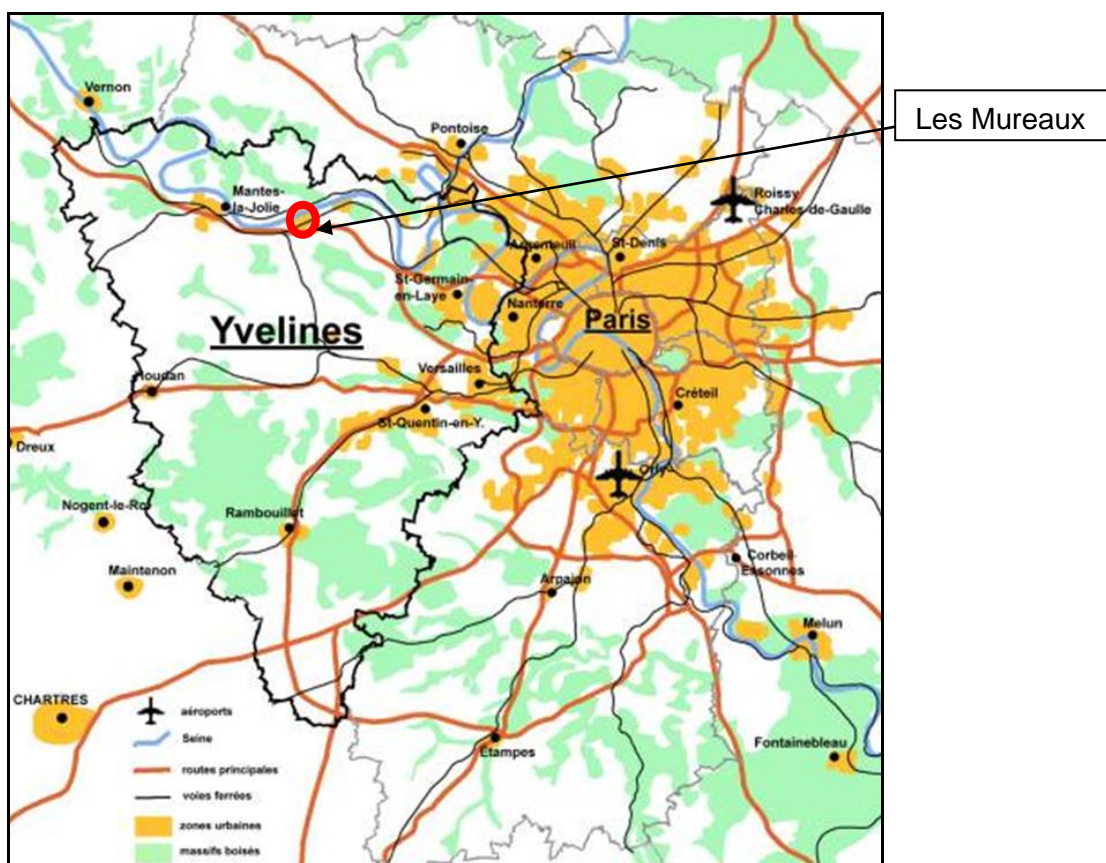 Vernon
Pontoise
Les Mureaux
Mantes-
la-Jolie
Roissy
Charles-de-Gaulle
Argenteuil
St-Denis
St-Germain-
en-Laye
Nanterre
Paris
Yvelines
Versailles
Houdan
Créteil
St-Quentin-en-Y.
Dreux
Orly
Nogent-le-Ro
Rambouillet
Corbeil-
Essonnes
Maintenon
Arpajon
Melun
CHARTRES
aéroports
Seine
Etampes
Fontainebleau
routes principales
voies ferrées
zones urbaines
massifs boisés